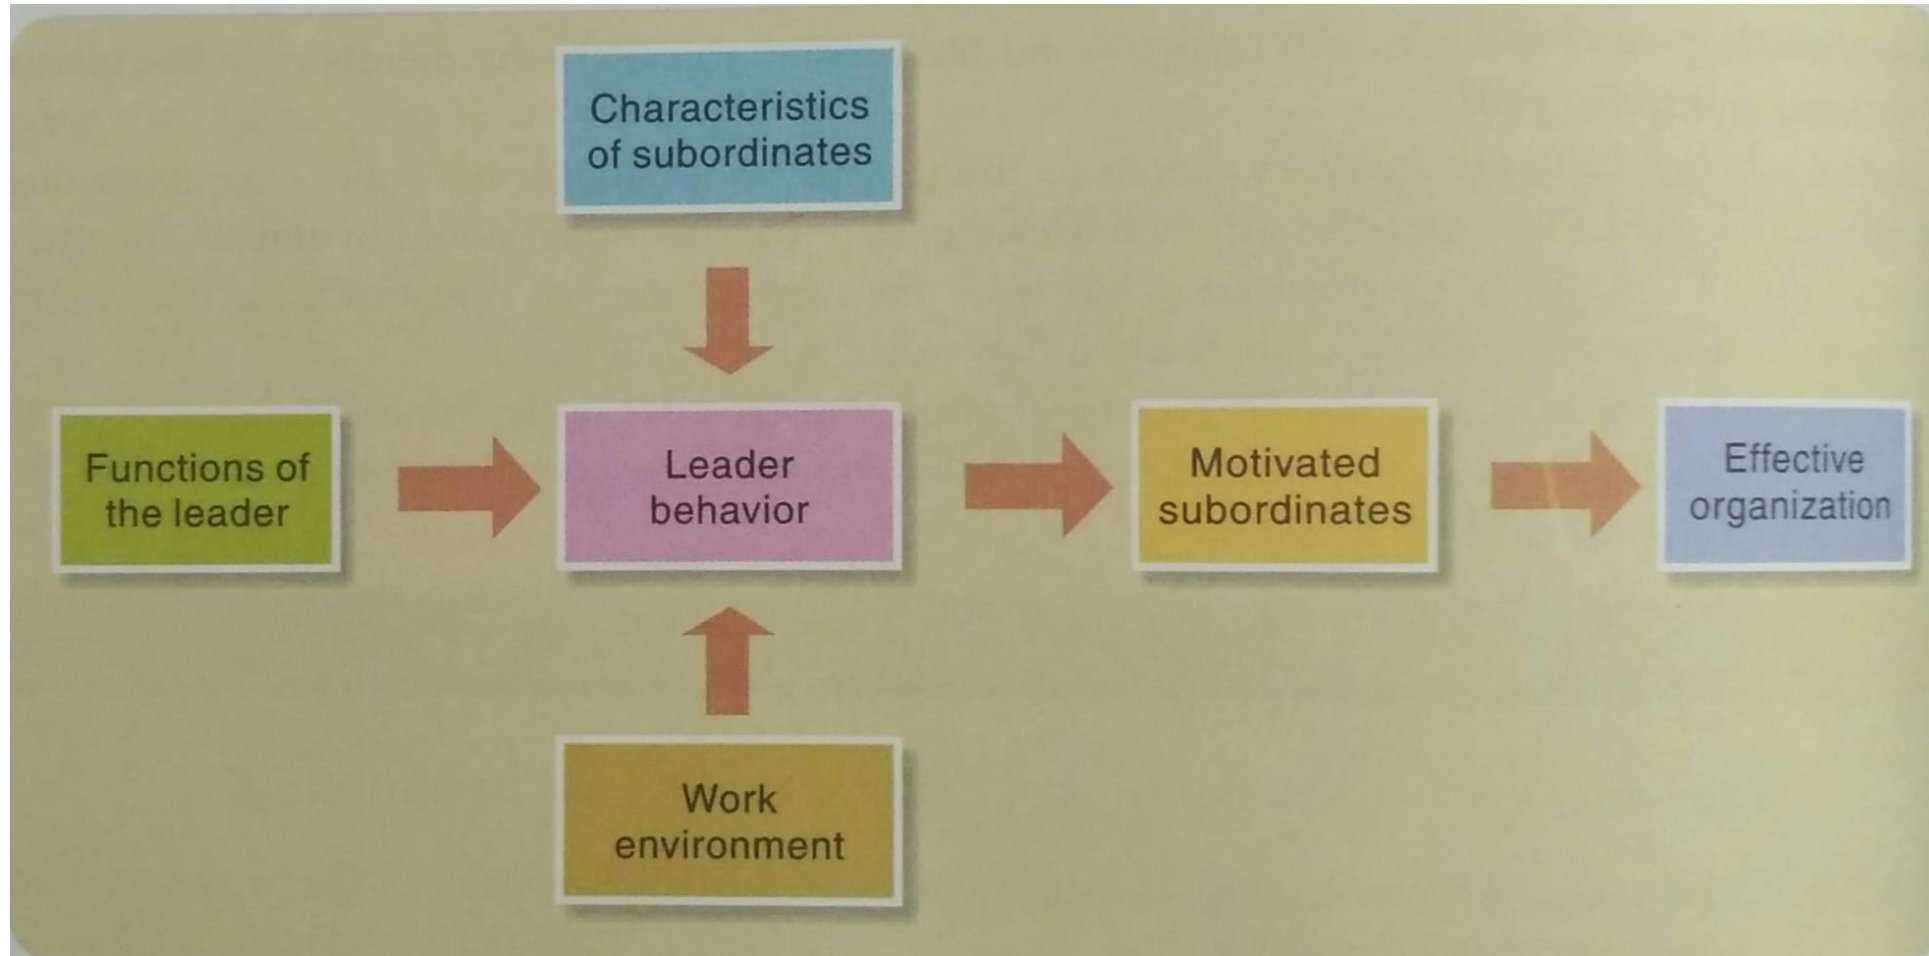 Characteristics
of subordinates
Functions of
the leader
Leader
behavior
Motivated
subordinates
Effective
organization
Work
environment